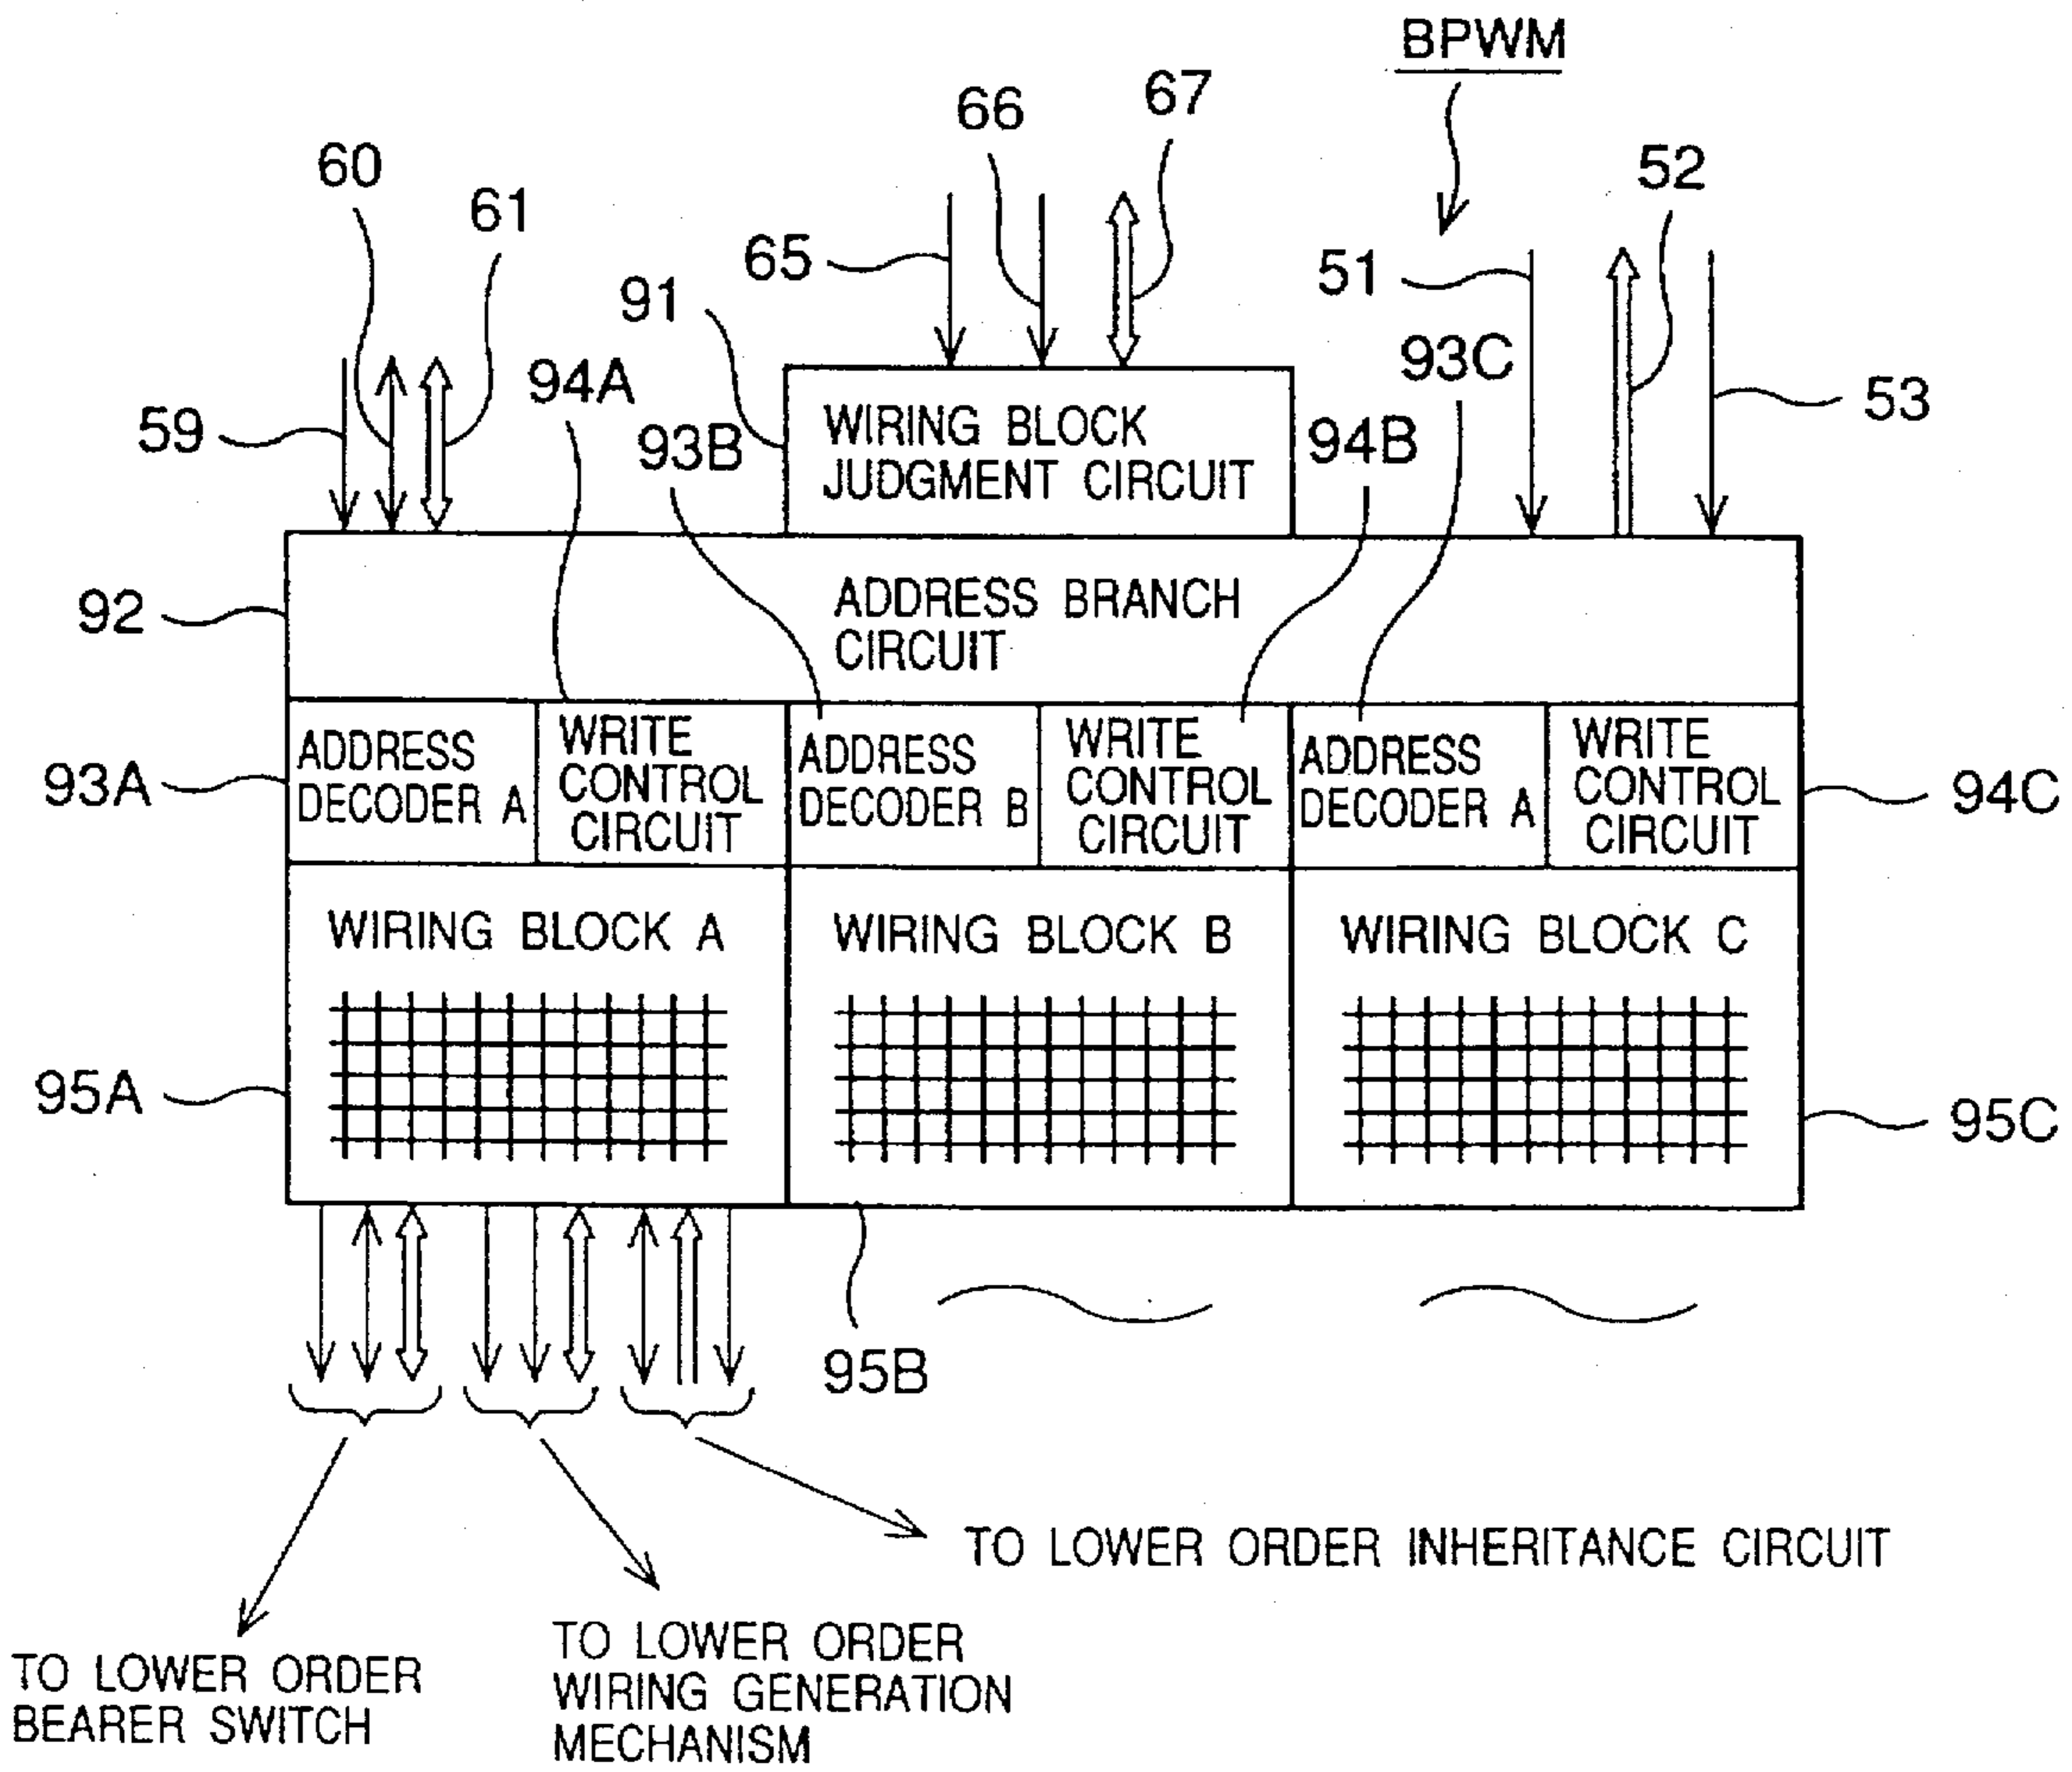 BPWM
66
67
60
61
52
65
51
91
94A
93C
59
93B
94B
53
WIRING BLOCK
JUDGMENT CIRCUIT
92
ADDRESS BRANCH
CIRCUIT
93A
ADDRESS
DECODER A
WRITE
CONTROL
CIRCUIT
ADDRESS
DECODER B
WRITE
CONTROL
CIRCUIT
ADDRESS
DECODER A
WRITE
CONTROL
CIRCUIT
94C
WIRING BLOCK A
WIRING BLOCK B
WIRING BLOCK C
95A
95C
95B
TO LOWER ORDER INHERITANCE CIRCUIT
TO LOWER ORDER
WIRING GENERATION
MECHANISM
TO LOWER ORDER
BEARER SWITCH